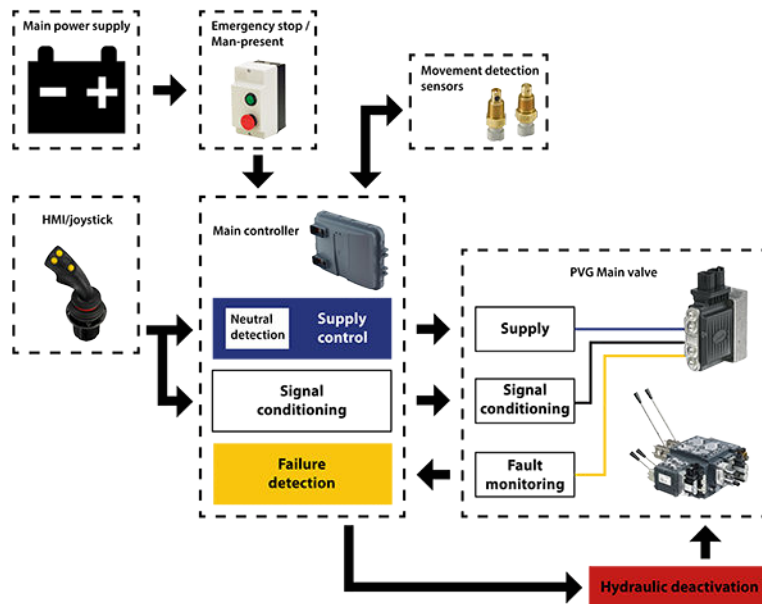 Main power supply
Emergency stop /
Man-present
Movement detection
sensors
HMI/joystick
Main controller
Neutral
detection
Supply
control
Signal
conditioning
Failure
detection
PVG Main valve
Supply
Signal
conditioning
Fault
monitoring
Hydraulic deactivation